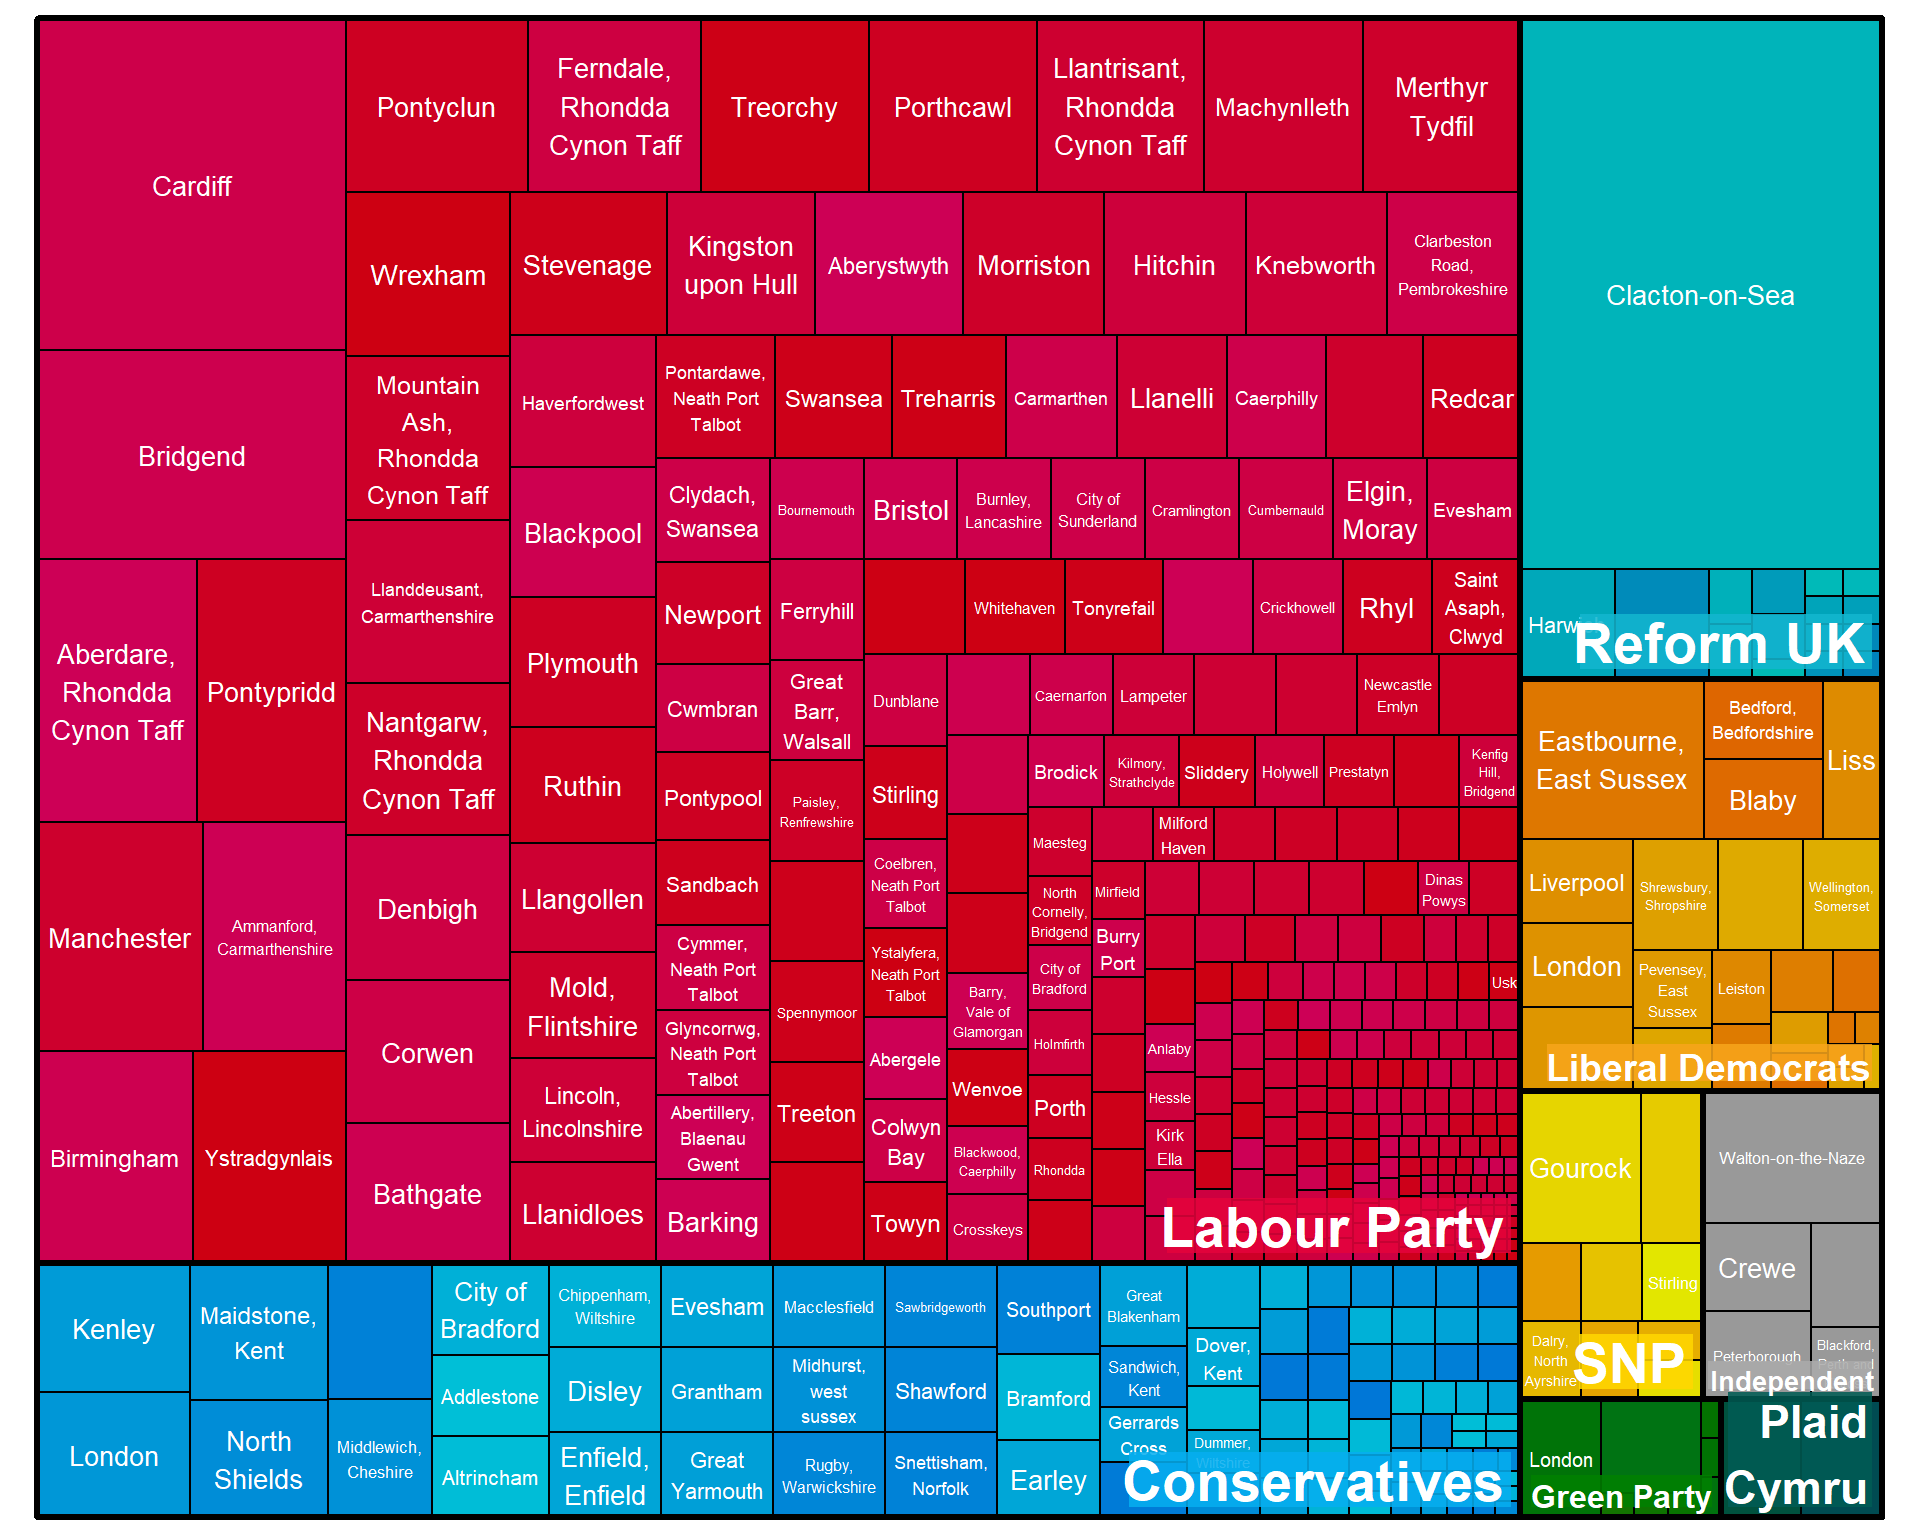 Cardiff
Pontyclun
Ferndale,
Rhondda
Cynon Taff
Treorchy
Porthcawl
Llantrisant,
Rhondda
Cynon Taff
Machynlleth
Merthyr
Tydfil
Wrexham
Stevenage
Kingston
upon Hull
Aberystwyth
Morriston
Hitchin
Knebworth
Clarbeston
Road,
Pembrokeshire
Bridgend
Mountain
Ash,
Rhondda
Cynon Taff
Haverfordwest
Pontardawe,
Neath Port
Talbot
Swansea
Treharris
Carmarthen
Llanelli
Caerphilly
Redcar
Blackpool
Clydach,
Swansea
Bournemouth
Bristol
Burnley,
Lancashire
City of
Sunderland
Cramlington
Cumbernauld
Elgin,
Moray
Evesham
Llanddeusant,
Carmarthenshire
Newport
Ferryhill
Whitehaven
Tonyrefail
Crickhowell
Rhyl
Saint
Asaph,
Clwyd
Aberdare,
Rhondda
Cynon Taff
Pontypridd
Nantgarw,
Rhondda
Cynon Taff
Plymouth
Cwmbran
Great
Barr,
Walsall
Dunblane
Caernarfon
Lampeter
Newcastle
Emlyn
Ruthin
Pontypool
Paisley,
Renfrewshire
Stirling
Brodick
Kilmory,
Strathclyde
Sliddery
Holywell
Prestatyn
Kenfig
Hill,
Bridgend
Manchester
Ammanford,
Carmarthenshire
Denbigh
Llangollen
Sandbach
Coelbren,
Neath Port
Talbot
Maesteg
Milford
Haven
North
Cornelly,
Bridgend
Mirfield
Dinas
Powys
Corwen
Mold,
Flintshire
Cymmer,
Neath Port
Talbot
Spennymoor
Ystalyfera,
Neath Port
Talbot
Barry,
Vale of
Glamorgan
City of
Bradford
Burry
Port
Usk
Birmingham
Ystradgynlais
Lincoln,
Lincolnshire
Glyncorrwg,
Neath Port
Talbot
Treeton
Abergele
Wenvoe
Holmfirth
Anlaby
Porth
Hessle
Bathgate
Llanidloes
Abertillery,
Blaenau
Gwent
Barking
Colwyn
Bay
Towyn
Blackwood,
Caerphilly
Crosskeys
Rhondda
Kirk
Ella
Labour Party
Clacton-on-Sea
Reform UK
Eastbourne,
East Sussex
Bedford,
Bedfordshire
Blaby
Liss
Liverpool
Shrewsbury,
Shropshire
Wellington,
Somerset
London
Pevensey,
East
Sussex
Leiston
Liberal Democrats
Gourock
Stirling
Dalry,
North
Ayrshire
SNP
Walton-on-the-Naze
Crewe
Peterborough
Blackford,
Independent
London
Green Party
Plaid
Cymru
Kenley
London
Maidstone,
Kent
North
Shields
Middlewich,
Cheshire
City of
Bradford
Addlestone
Altrincham
Chippenham,
Wiltshire
Disley
Enfield,
Enfield
Evesham
Grantham
Great
Yarmouth
Macclesfield
Midhurst,
west
sussex
Rugby,
Warwickshire
Sawbridgeworth
Shawford
Snettisham,
Norfolk
Southport
Bramford
Earley
Great
Blakenham
Sandwich,
Kent
Gerrards
Cross
Dover,
Kent
Dummer,
Wiltshire
Conservatives